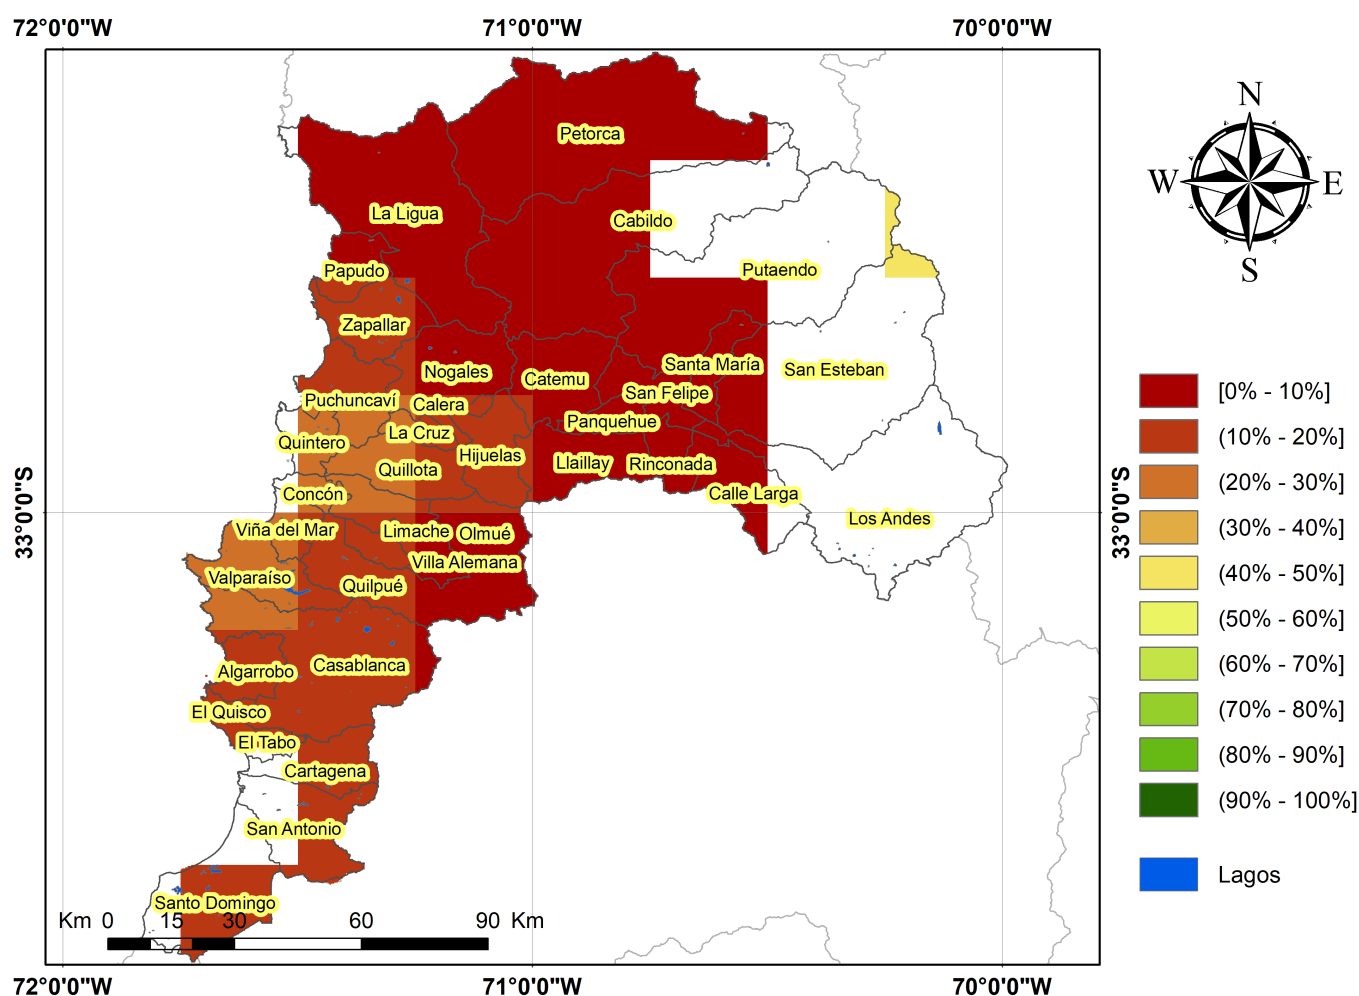 72°0'0"W 71°0'0"W 70°0'0"W
N
W E
S
Petorca
La Ligua
Cabildo
Papudo
Putaendo
Zapallar
Nogales
Catemu
Santa María
San Esteban
San Felipe
Puchuncaví
Calera
Panquehue
La Cruz
Quintero
Hijuelas
Quillota
Llaillay
Rinconada
Concón
Calle Larga
Los Andes
Viña del Mar
Limache
Olmué
Villa Alemana
Valparaíso
Quilpué
Casablanca
Algarrobo
El Quisco
El Tabo
Cartagena
San Antonio
Santo Domingo
33°0'0"S
33°0'0"S
Km 0 15 30 60 90 Km
72°0'0"W 71°0'0"W 70°0'0"W
[0% - 10%]
(10% - 20%]
(20% - 30%]
(30% - 40%]
(40% - 50%]
(50% - 60%]
(60% - 70%]
(70% - 80%]
(80% - 90%]
(90% - 100%]
Lagos